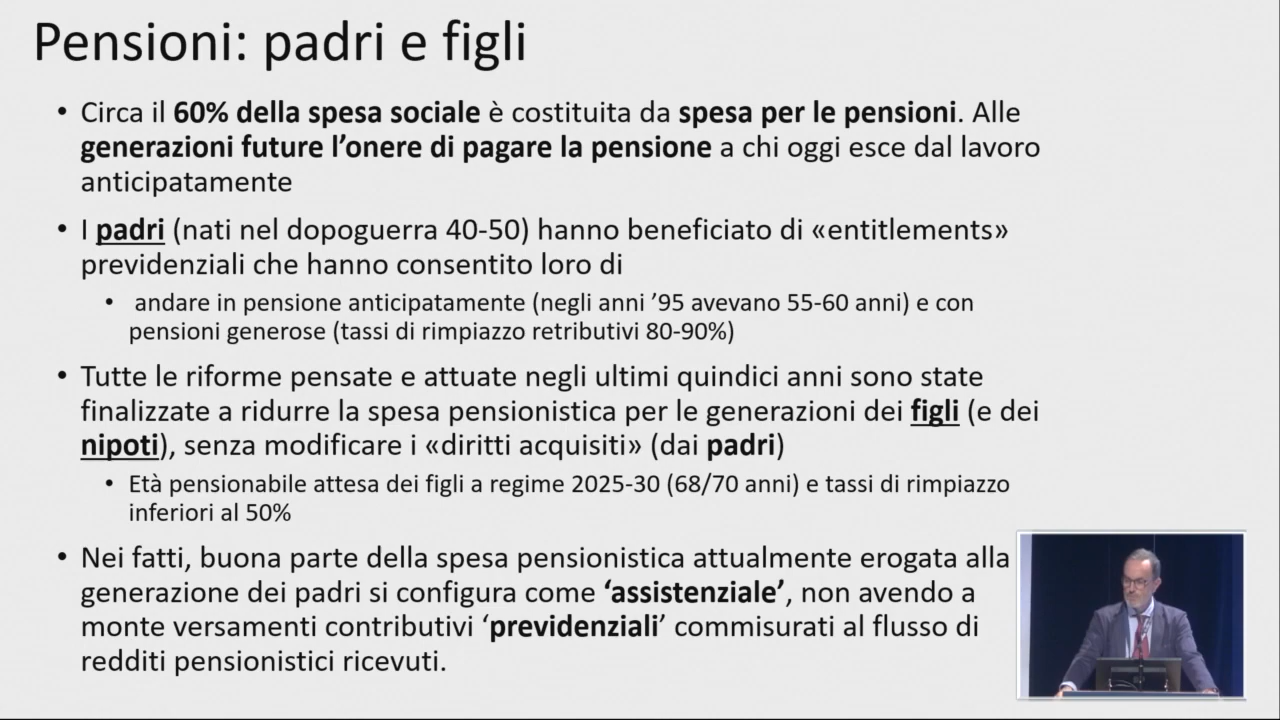 Pensioni: padri e figli
• Circa il 60% della spesa sociale è costituita da spesa per le pensioni. Alle
generazioni future l’onere di pagare la pensione a chi oggi esce dal lavoro
anticipatamente
• I padri (nati nel dopoguerra 40-50) hanno beneficiato di «entitlements»
previdenziali che hanno consentito loro di
• andare in pensione anticipatamente (negli anni ’95 avevano 55-60 anni) e con
pensioni generose (tassi di rimpiazzo retributivi 80-90%)
• Tutte le riforme pensate e attuate negli ultimi quindici anni sono state
finalizzate a ridurre la spesa pensionistica per le generazioni dei figli (e dei
nipoti), senza modificare i «diritti acquisiti» (dai padri)
• Età pensionabile attesa dei figli a regime 2025-30 (68/70 anni) e tassi di rimpiazzo
inferiori al 50%
• Nei fatti, buona parte della spesa pensionistica attualmente erogata alla
generazione dei padri si configura come ‘assistenziale’, non avendo a
monte versamenti contributivi ‘previdenziali’ commisurati al flusso di
redditi pensionistici ricevuti.